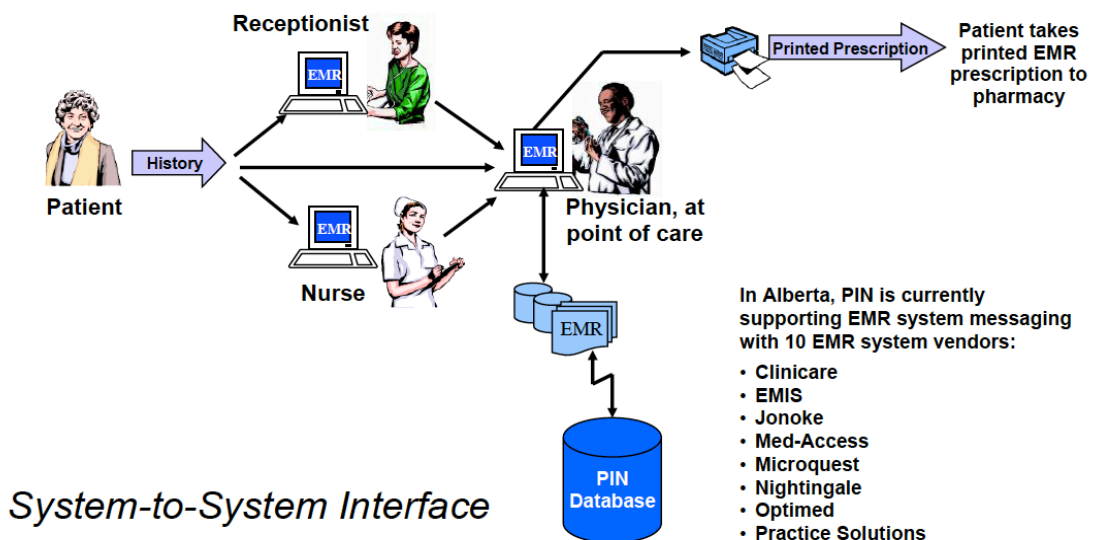 Receptionist
EMR
Patient
History
EMR
Nurse
EMR
Physician, at
point of care
Printed Prescription
Patient takes
printed EMR
prescription to
pharmacy
EMR
PIN
Database
In Alberta, PIN is currently
supporting EMR system messaging
with 10 EMR system vendors:
• Clinicare
• EMIS
• Jonoke
• Med-Access
• Microquest
• Nightingale
• Optimed
• Practice Solutions
System-to-System Interface